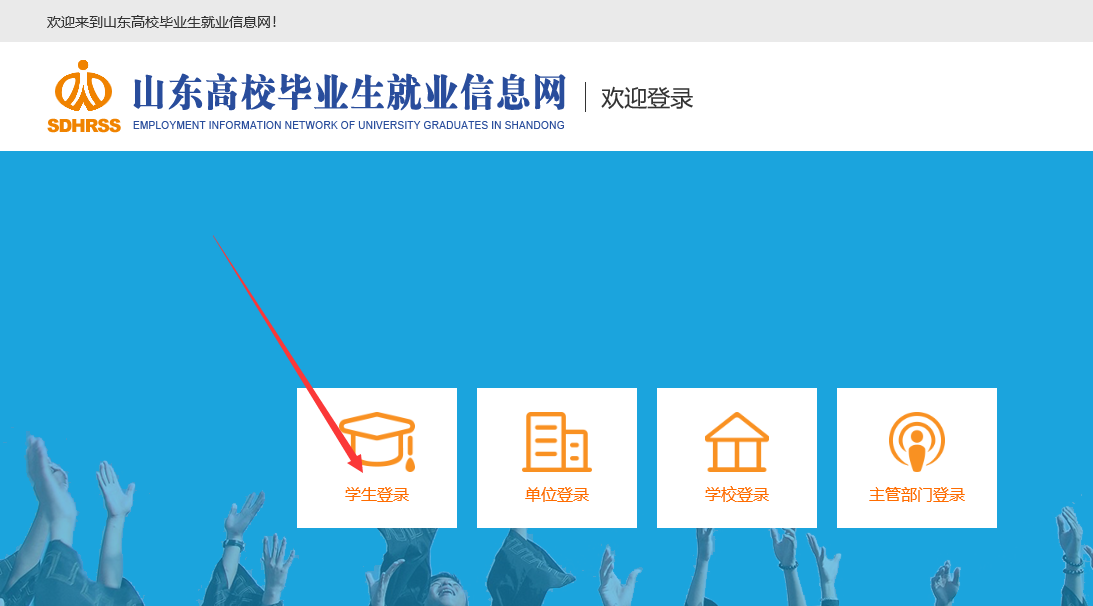 欢迎来到山东高校毕业生就业信息网！
山东高校毕业生就业信息网
欢迎登录
SDHRSS
EMPLOYMENT INFORMATION NETWORK OF UNIVERSITY GRADUATES IN SHANDONG
学生登录
单位登录
学校登录
主管部门登录